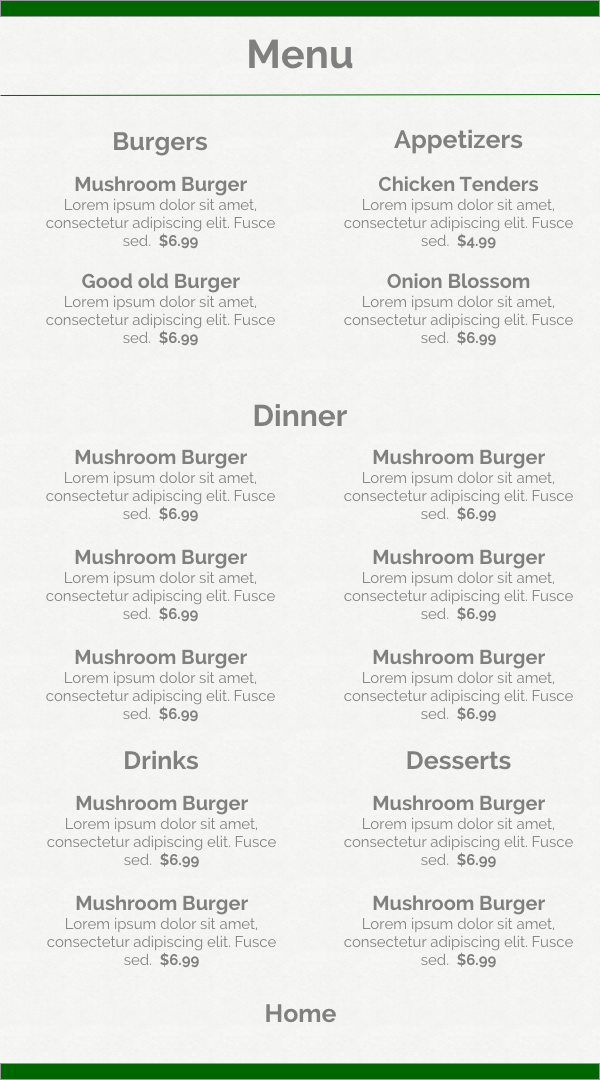 Menu
Burgers
Mushroom Burger
Lorem ipsum dolor sit amet,
consectetur adipiscing elit. Fusce
sed. $6.99
Good old Burger
Lorem ipsum dolor sit amet,
consectetur adipiscing elit. Fusce
sed. $6.99
Appetizers
Chicken Tenders
Lorem ipsum dolor sit amet,
consectetur adipiscing elit. Fusce
sed. $4.99
Onion Blossom
Lorem ipsum dolor sit amet,
consectetur adipiscing elit. Fusce
sed. $6.99
Dinner
Mushroom Burger
Lorem ipsum dolor sit amet,
consectetur adipiscing elit. Fusce
sed. $6.99
Mushroom Burger
Lorem ipsum dolor sit amet,
consectetur adipiscing elit. Fusce
sed. $6.99
Mushroom Burger
Lorem ipsum dolor sit amet,
consectetur adipiscing elit. Fusce
sed. $6.99
Mushroom Burger
Lorem ipsum dolor sit amet,
consectetur adipiscing elit. Fusce
sed. $6.99
Mushroom Burger
Lorem ipsum dolor sit amet,
consectetur adipiscing elit. Fusce
sed. $6.99
Mushroom Burger
Lorem ipsum dolor sit amet,
consectetur adipiscing elit. Fusce
sed. $6.99
Drinks
Mushroom Burger
Lorem ipsum dolor sit amet,
consectetur adipiscing elit. Fusce
sed. $6.99
Mushroom Burger
Lorem ipsum dolor sit amet,
consectetur adipiscing elit. Fusce
sed. $6.99
Desserts
Mushroom Burger
Lorem ipsum dolor sit amet,
consectetur adipiscing elit. Fusce
sed. $6.99
Mushroom Burger
Lorem ipsum dolor sit amet,
consectetur adipiscing elit. Fusce
sed. $6.99
Home